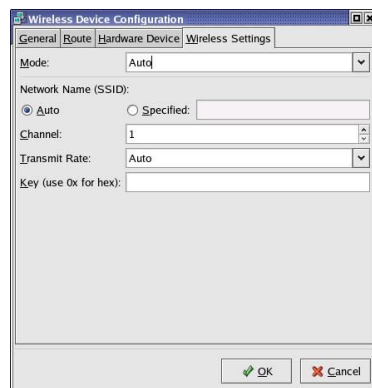 Wireless Device Configuration
General Route Hardware Device Wireless Settings
Mode: Auto
Network Name (SSID):
Auto Specified:
Channel: 1
Transmit Rate: Auto
Key (use 0x for hex):
OK Cancel